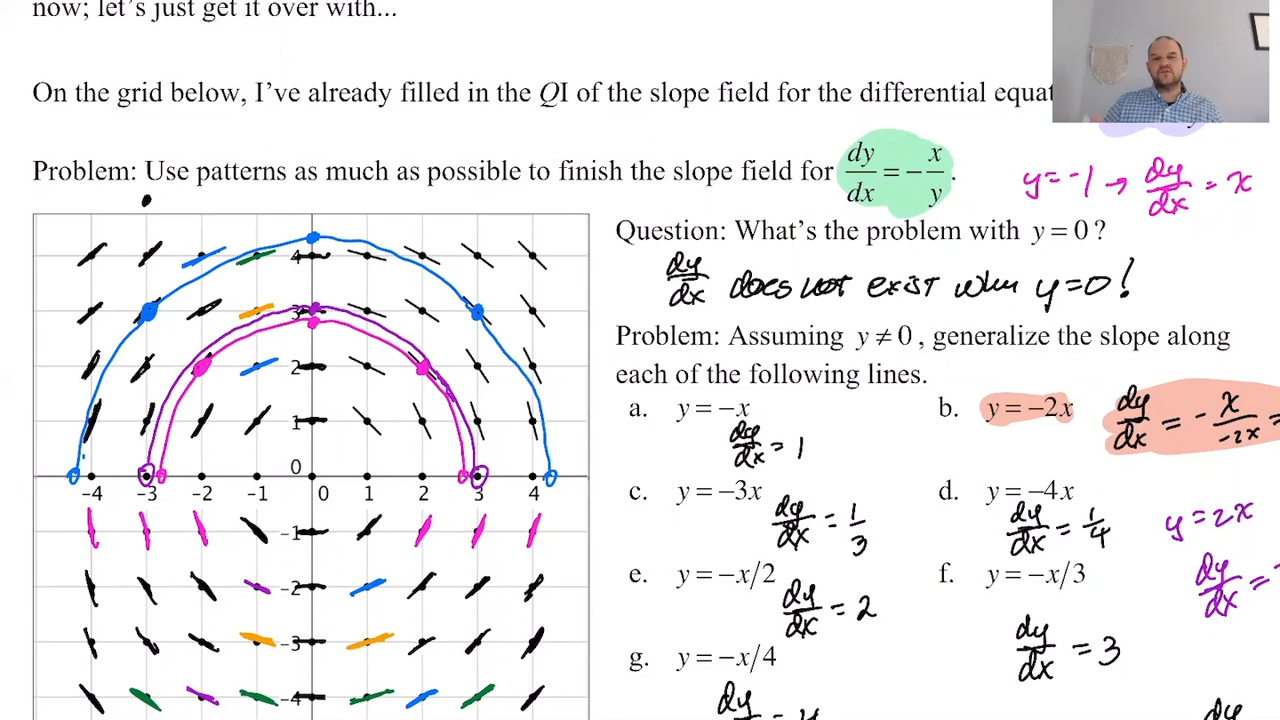 now; let's just get it over with...
On the grid below, I've already filled in the QI of the slope field for the differential equat
Problem: Use patterns as much as possible to finish the slope field for dy/dx = - x/y .
y = -1 → dy/dx = x
Question: What's the problem with y = 0 ?
dy/dx does not exist when y=0!
Problem: Assuming y ≠ 0 , generalize the slope along
each of the following lines.
a. y = -x
dy/dx = 1
b. y = -2x
dy/dx = - x/-2x =
c. y = -3x
dy/dx = 1/3
d. y = -4x
dy/dx = 1/4
y = 2x
dy/dx = -
e. y = -x/2
dy/dx = 2
f. y = -x/3
dy/dx = 3
g. y = -x/4
dy
4
3
2
1
0
-4 -3 -2 -1 0 1 2 3 4
-1
-2
-3
-4